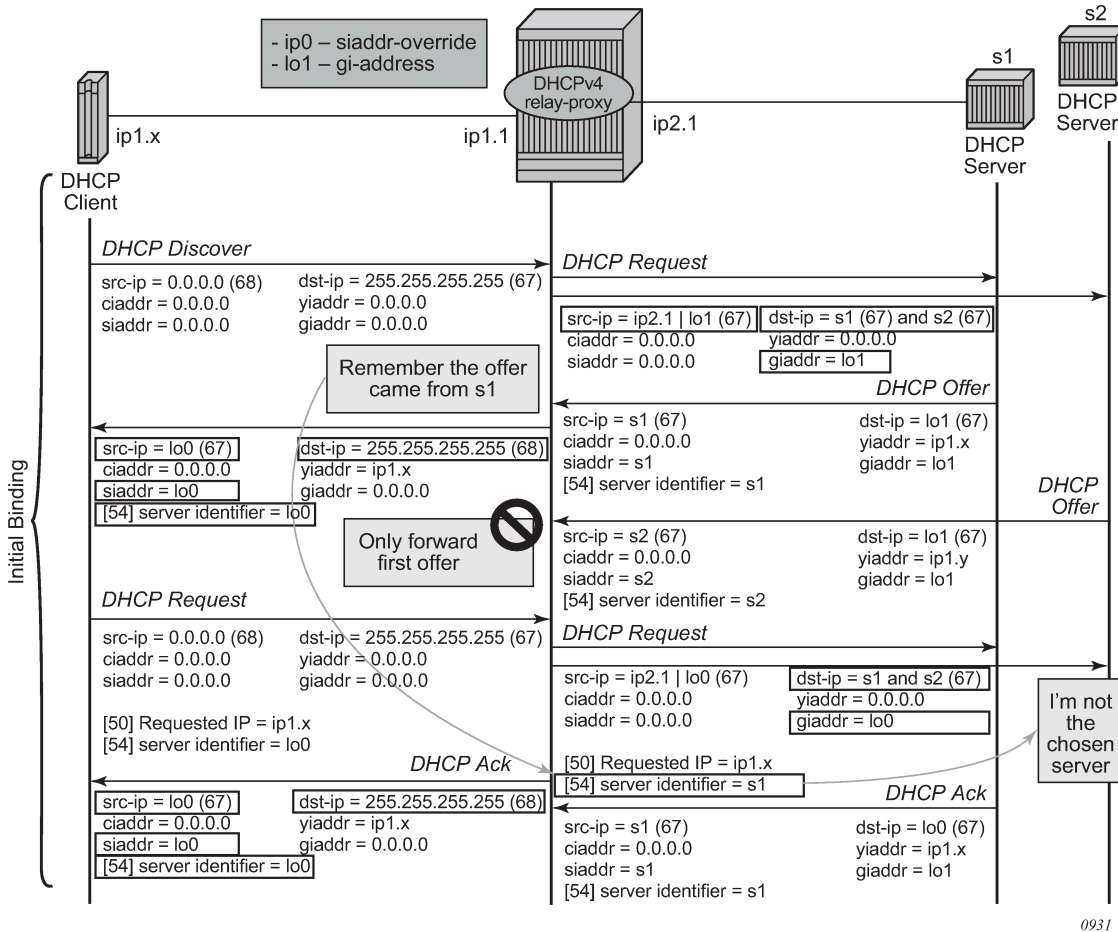 s2
- ip0 – siaddr-override
- lo1 – gi-address
s1
DHCPv4
relay-proxy
DHCP
Server
ip1.x
ip1.1
ip2.1
DHCP
Client
DHCP
Server
DHCP Discover
DHCP Request
src-ip = 0.0.0.0 (68) dst-ip = 255.255.255.255 (67)
ciaddr = 0.0.0.0 yiaddr = 0.0.0.0
siaddr = 0.0.0.0 giaddr = 0.0.0.0
src-ip = ip2.1 | lo1 (67) dst-ip = s1 (67) and s2 (67)
ciaddr = 0.0.0.0 yiaddr = 0.0.0.0
siaddr = 0.0.0.0 giaddr = lo1
Remember the offer
came from s1
DHCP Offer
src-ip = s1 (67) dst-ip = lo1 (67)
ciaddr = 0.0.0.0 yiaddr = ip1.x
siaddr = s1 giaddr = lo1
[54] server identifier = s1
src-ip = lo0 (67) dst-ip = 255.255.255.255 (68)
ciaddr = 0.0.0.0 yiaddr = ip1.x
siaddr = lo0 giaddr = 0.0.0.0
[54] server identifier = lo0
DHCP
Offer
Only forward
first offer
src-ip = s2 (67) dst-ip = lo1 (67)
ciaddr = 0.0.0.0 yiaddr = ip1.y
siaddr = s2 giaddr = lo1
[54] server identifier = s2
Initial Binding
DHCP Request
src-ip = 0.0.0.0 (68) dst-ip = 255.255.255.255 (67)
ciaddr = 0.0.0.0 yiaddr = 0.0.0.0
siaddr = 0.0.0.0 giaddr = 0.0.0.0
[50] Requested IP = ip1.x
[54] server identifier = lo0
DHCP Request
src-ip = ip2.1 | lo0 (67) dst-ip = s1 and s2 (67)
ciaddr = 0.0.0.0 yiaddr = 0.0.0.0
siaddr = 0.0.0.0 giaddr = lo0
[50] Requested IP = ip1.x
[54] server identifier = s1
I'm not
the
chosen
server
DHCP Ack
DHCP Ack
src-ip = lo0 (67) dst-ip = 255.255.255.255 (68)
ciaddr = 0.0.0.0 yiaddr = ip1.x
siaddr = lo0 giaddr = 0.0.0.0
[54] server identifier = lo0
src-ip = s1 (67) dst-ip = lo0 (67)
ciaddr = 0.0.0.0 yiaddr = ip1.x
siaddr = s1 giaddr = lo1
[54] server identifier = s1
0931